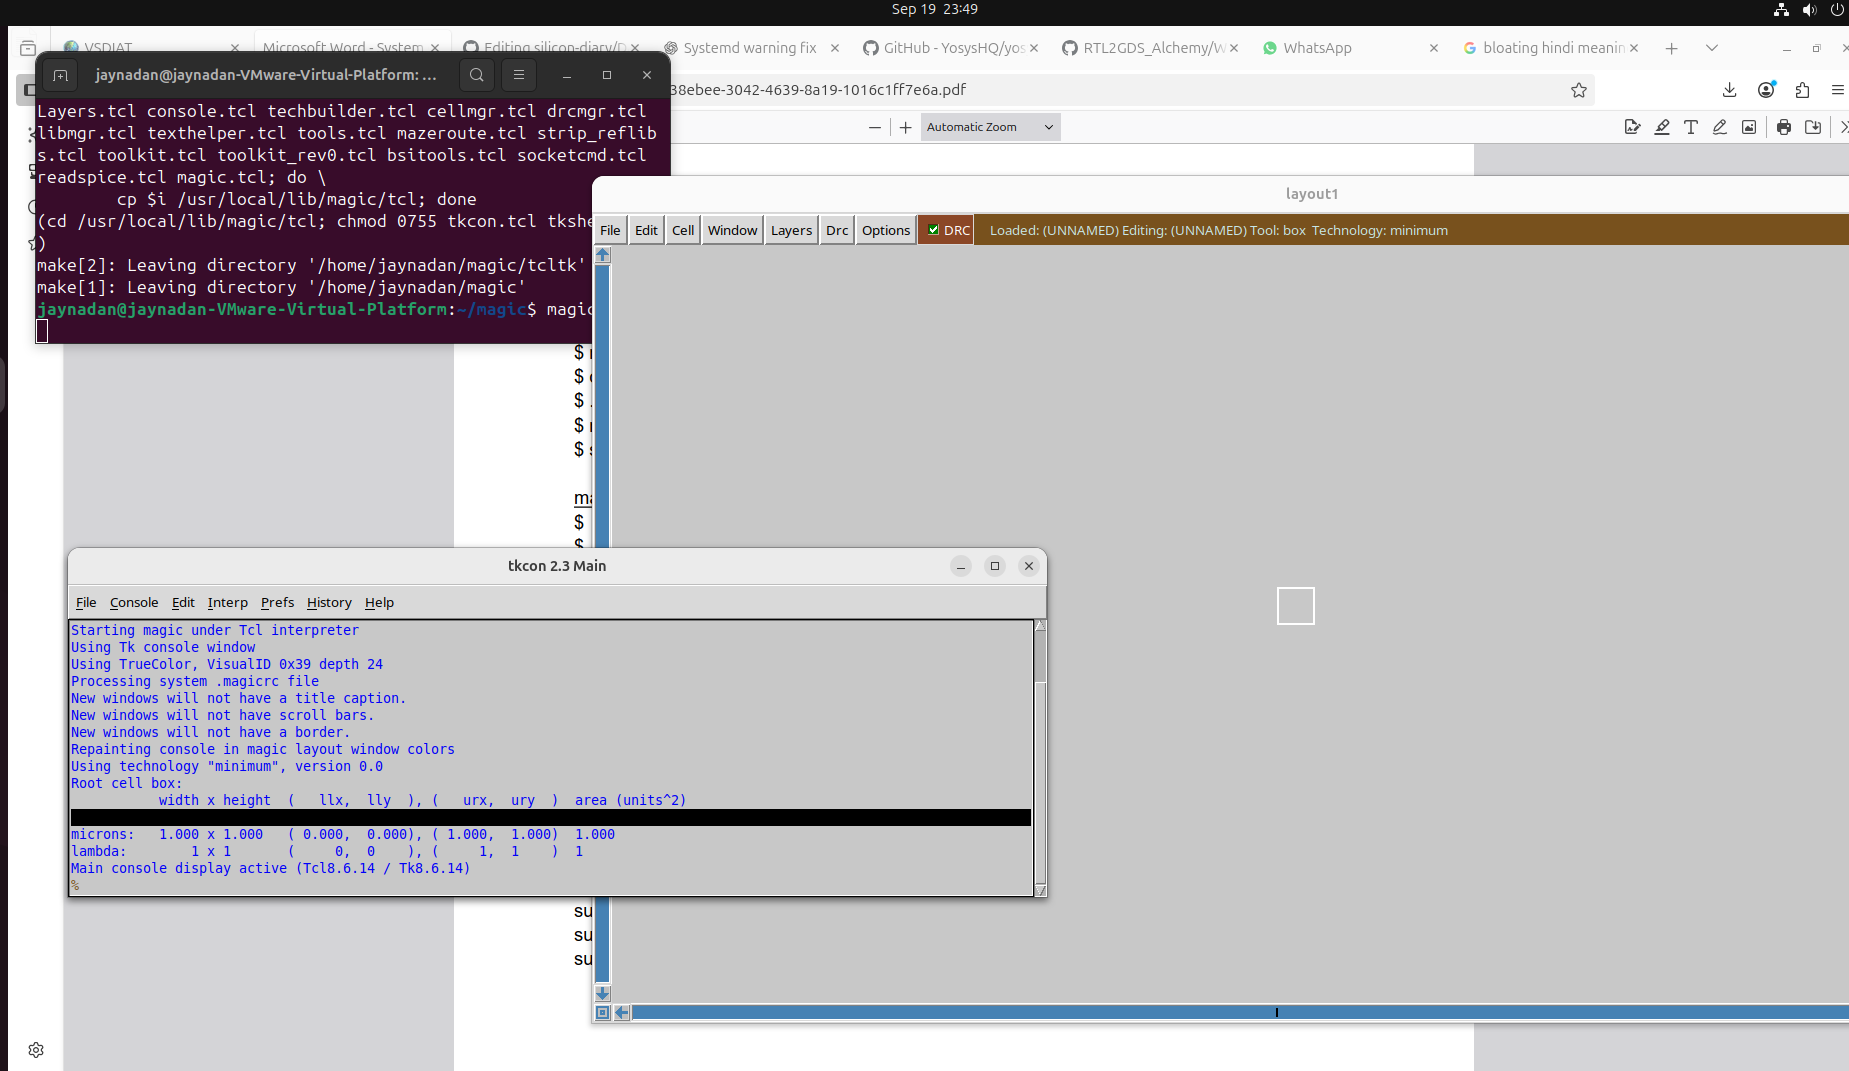 Sep 19 23:49
VSDIAT
Microsoft Word - System
Editing silicon-diary/D
Systemd warning fix
GitHub - YosysHQ/yos
RTL2GDS_Alchemy/W
WhatsApp
bloating hindi meanin
jaynadan@jaynadan-VMware-Virtual-Platform: ...
38ebee-3042-4639-8a19-1016c1ff7e6a.pdf
Automatic Zoom
Layers.tcl console.tcl techbuilder.tcl cellmgr.tcl drcmgr.tcl
libmgr.tcl texthelper.tcl tools.tcl mazeroute.tcl strip_reflib
s.tcl toolkit.tcl toolkit_rev0.tcl bsitools.tcl socketcmd.tcl
readspice.tcl magic.tcl; do \
cp $i /usr/local/lib/magic/tcl; done
(cd /usr/local/lib/magic/tcl; chmod 0755 tkcon.tcl tkshe
)
make[2]: Leaving directory '/home/jaynadan/magic/tcltk'
make[1]: Leaving directory '/home/jaynadan/magic'
jaynadan@jaynadan-VMware-Virtual-Platform:~/magic$ magic
layout1
File Edit Cell Window Layers Drc Options DRC Loaded: (UNNAMED) Editing: (UNNAMED) Tool: box Technology: minimum
$
$
$ .
$
$ s
ma
$
$
tkcon 2.3 Main
File Console Edit Interp Prefs History Help
Starting magic under Tcl interpreter
Using Tk console window
Using TrueColor, VisualID 0x39 depth 24
Processing system .magicrc file
New windows will not have a title caption.
New windows will not have scroll bars.
New windows will not have a border.
Repainting console in magic layout window colors
Using technology "minimum", version 0.0
Root cell box:
width x height ( llx, lly ), ( urx, ury ) area (units^2)
microns: 1.000 x 1.000 ( 0.000, 0.000), ( 1.000, 1.000) 1.000
lambda: 1 x 1 ( 0, 0 ), ( 1, 1 ) 1
Main console display active (Tcl8.6.14 / Tk8.6.14)
%
su
su
su